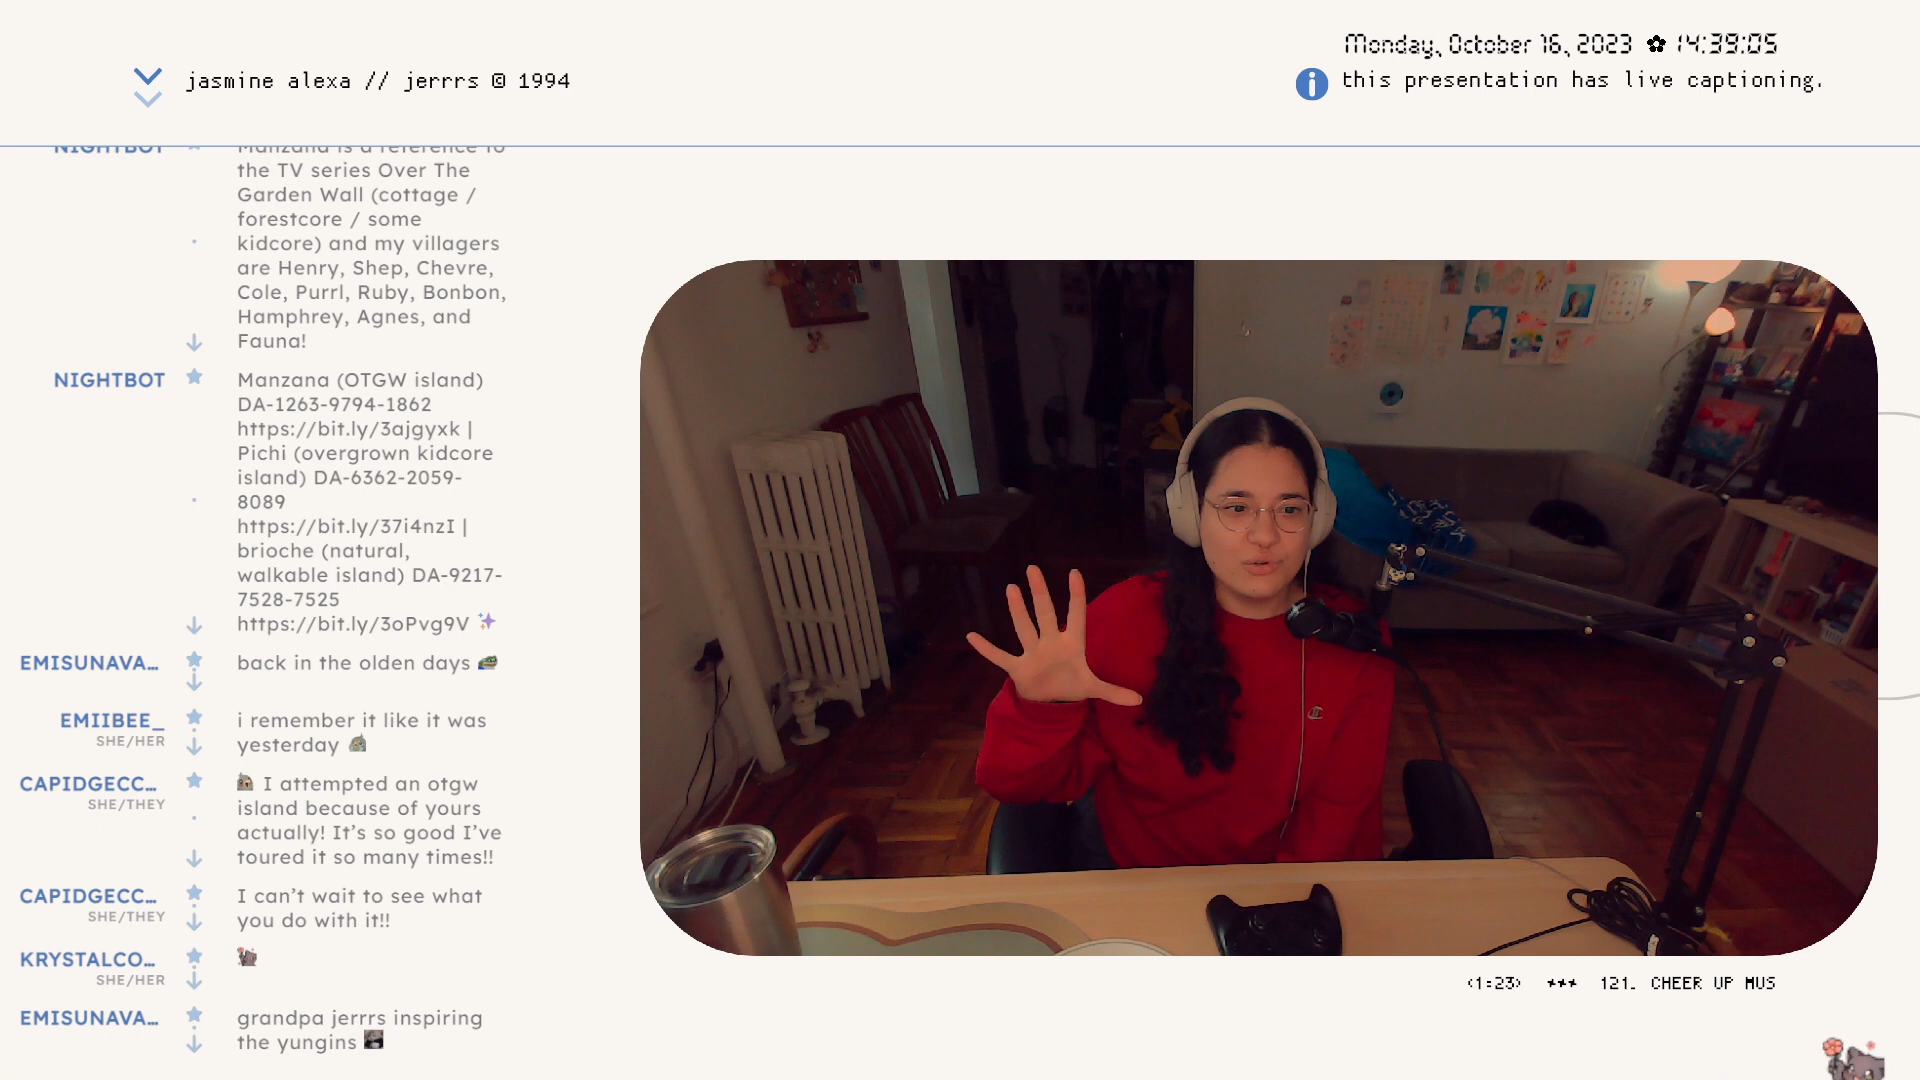 Monday, October 16, 2023 ✿ 14:39:05
jasmine alexa // jerrrs @ 1994
this presentation has live captioning.
NIGHTBOT
Manzana is a reference to
the TV series Over The
Garden Wall (cottage /
forestcore / some
kidcore) and my villagers
are Henry, Shep, Chevre,
Cole, Purrl, Ruby, Bonbon,
Hamphrey, Agnes, and
Fauna!
NIGHTBOT
Manzana (OTGW island)
DA-1263-9794-1862
https://bit.ly/3ajgyxk |
Pichi (overgrown kidcore
island) DA-6362-2059-
8089
https://bit.ly/37i4nzI |
brioche (natural,
walkable island) DA-9217-
7528-7525
https://bit.ly/3oPvg9V ✨
EMISUNAVA...
back in the olden days
EMIIBEE_
SHE/HER
i remember it like it was
yesterday
CAPIDGECC...
SHE/THEY
I attempted an otgw
island because of yours
actually! It’s so good I’ve
toured it so many times!!
CAPIDGECC...
SHE/THEY
I can’t wait to see what
you do with it!!
KRYSTALCO...
SHE/HER
EMISUNAVA...
grandpa jerrrs inspiring
the yungins
<1:23> *** 121. CHEER UP MUS